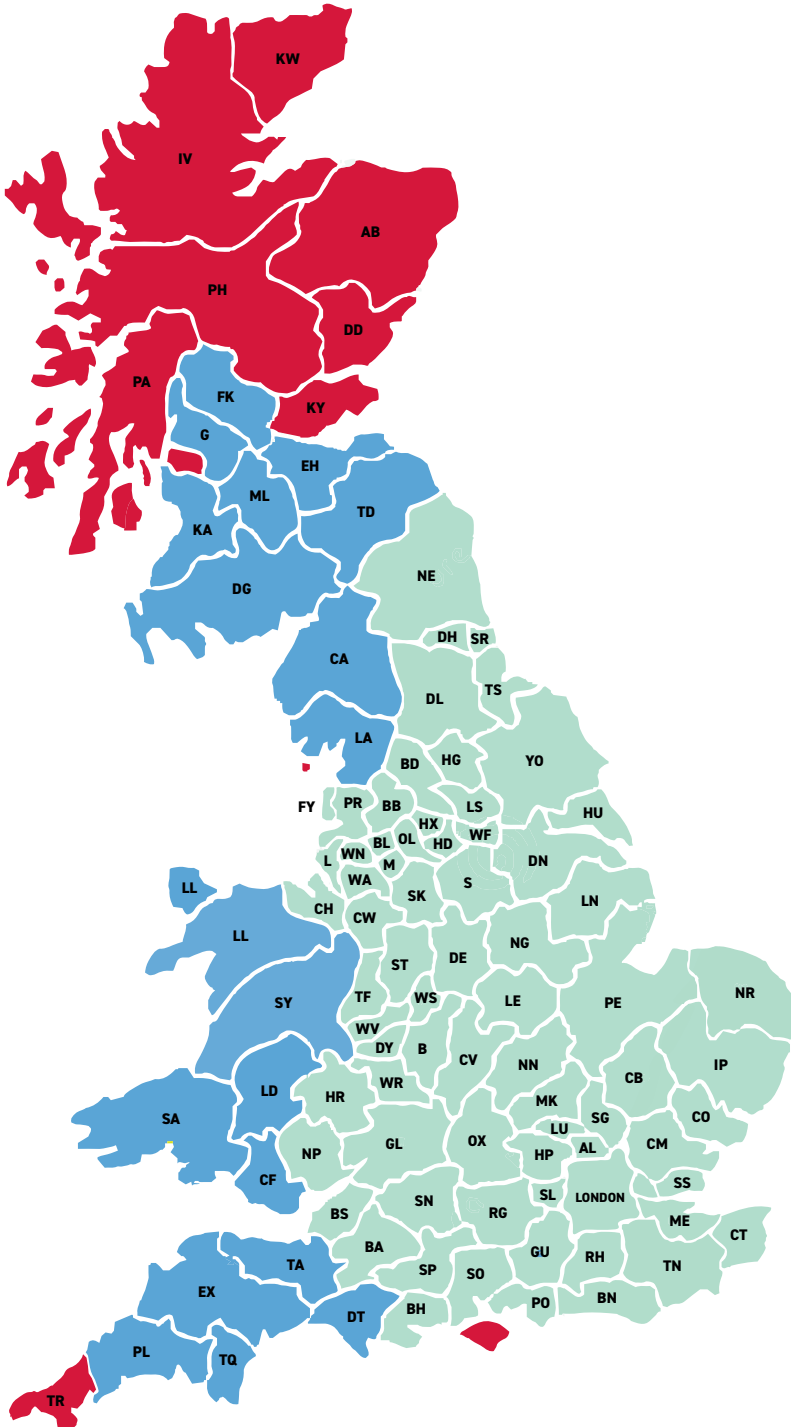 KW
IV
AB
PH
DD
PA
FK
KY
G
EH
ML
TD
KA
NE
DG
DH SR
CA
TS
DL
LA
YO
HG
BD
FY PR BB LS
HU
HX
WF
OL
BL HD
WN
L M DN
WA S
LL SK
LN
CH
CW
LL
NG
DE
ST
NR
TF WS LE PE
SY
WV
DY B CV
NN IP
CB
WR
LD HR
MK
SG CO
SA
LU
OX
GL AL CM
NP HP
CF
SS
SL LONDON
SN
BS RG
ME
CT
BA
GU
RH
TA TN
SP SO
EX
BN
PO
BH
DT
PL
TQ
TR